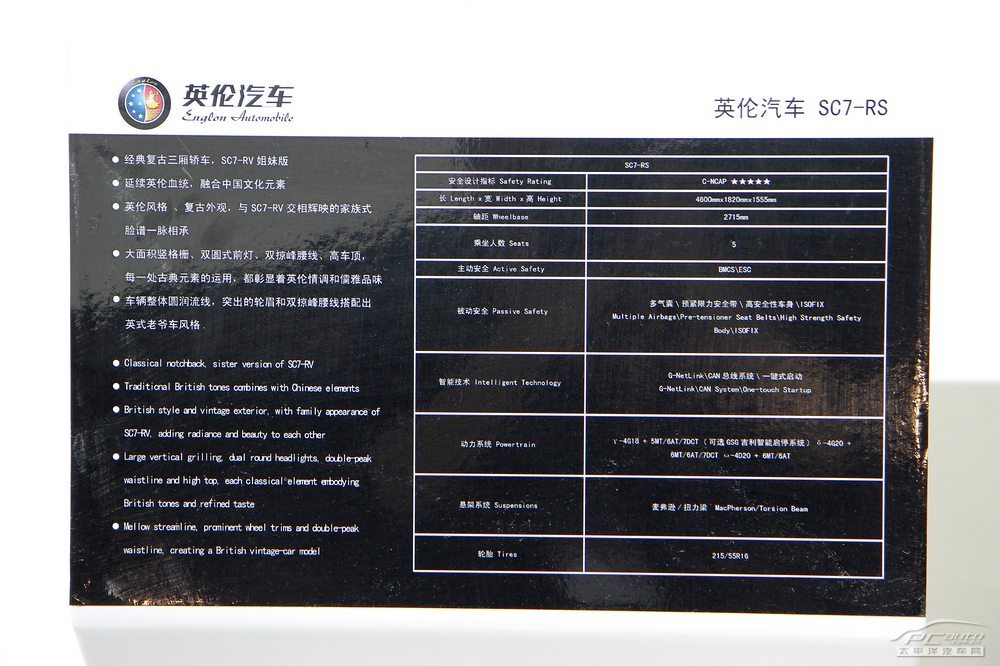 Englon
英伦汽车
Englon Automobile
英伦汽车 SC7-RS
● 经典复古三厢轿车，SC7-RV 姐妹版
● 延续英伦血统，融合中国文化元素
● 英伦风格 、复古外观，与 SC7-RV 交相辉映的家族式
脸谱一脉相承
● 大面积竖格栅、双圆式前灯、双掠峰腰线、高车顶，
每一处古典元素的运用，都彰显着英伦情调和儒雅品味
● 车辆整体圆润流线，突出的轮眉和双掠峰腰线搭配出
英式老爷车风格.
● Classical notchback, sister version of SC7-RV
● Traditional British tones combines with Chinese elements
● British style and vintage exterior, with family appearance of
SC7-RV, adding radiance and beauty to each other
● Large vertical grilling, dual round headlights, double-peak
waistline and high top, each classical element embodying
British tones and refined taste
● Mellow streamline, prominent wheel trims and double-peak
waistline, creating a British vintage-car model
SC7-RS
安全设计指标 Safety Rating C-NCAP ★★★★★
长 Length x 宽 Width x 高 Height 4600mmx1820mmx1555mm
轴距 Wheelbase 2715mm
乘坐人数 Seats 5
主动安全 Active Safety BMCS\ESC
被动安全 Passive Safety
多气囊 \ 预紧限力安全带 \ 高安全性车身 \ISOFIX
Multiple Airbags\Pre-tensioner Seat Belts\High Strength Safety
Body\ISOFIX
智能技术 Intelligent Technology
G-NetLink\CAN 总线系统 \ 一键式启动
G-NetLink\CAN System\One-touch Startup
动力系统 Powertrain
γ-4G18 + 5MT/6AT/7DCT（可选 GSG 吉利智能启停系统） δ-4G20 +
6MT/6AT/7DCT ω-4D20 + 6MT/6AT
悬架系统 Suspensions 麦弗逊 / 扭力梁 MacPherson/Torsion Beam
轮胎 Tires 215/55R16
PCauto
太平洋汽车网